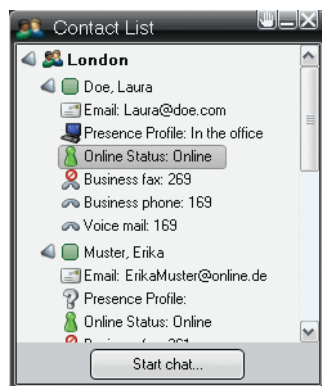 Contact List
London
Doe, Laura
Email: Laura@doe.com
Presence Profile: In the office
Online Status: Online
Business fax: 269
Business phone: 169
Voice mail: 169
Muster, Erika
Email: ErikaMuster@online.de
Presence Profile:
Online Status: Online
Start chat...